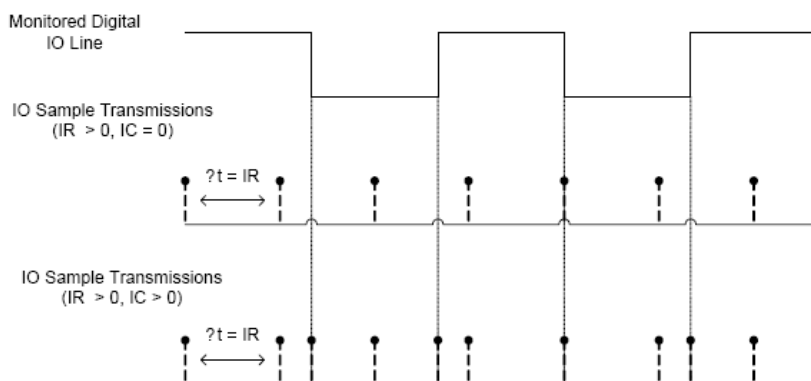 Monitored Digital
IO Line
IO Sample Transmissions
(IR > 0, IC = 0)
?t = IR
IO Sample Transmissions
(IR > 0, IC > 0)
?t = IR